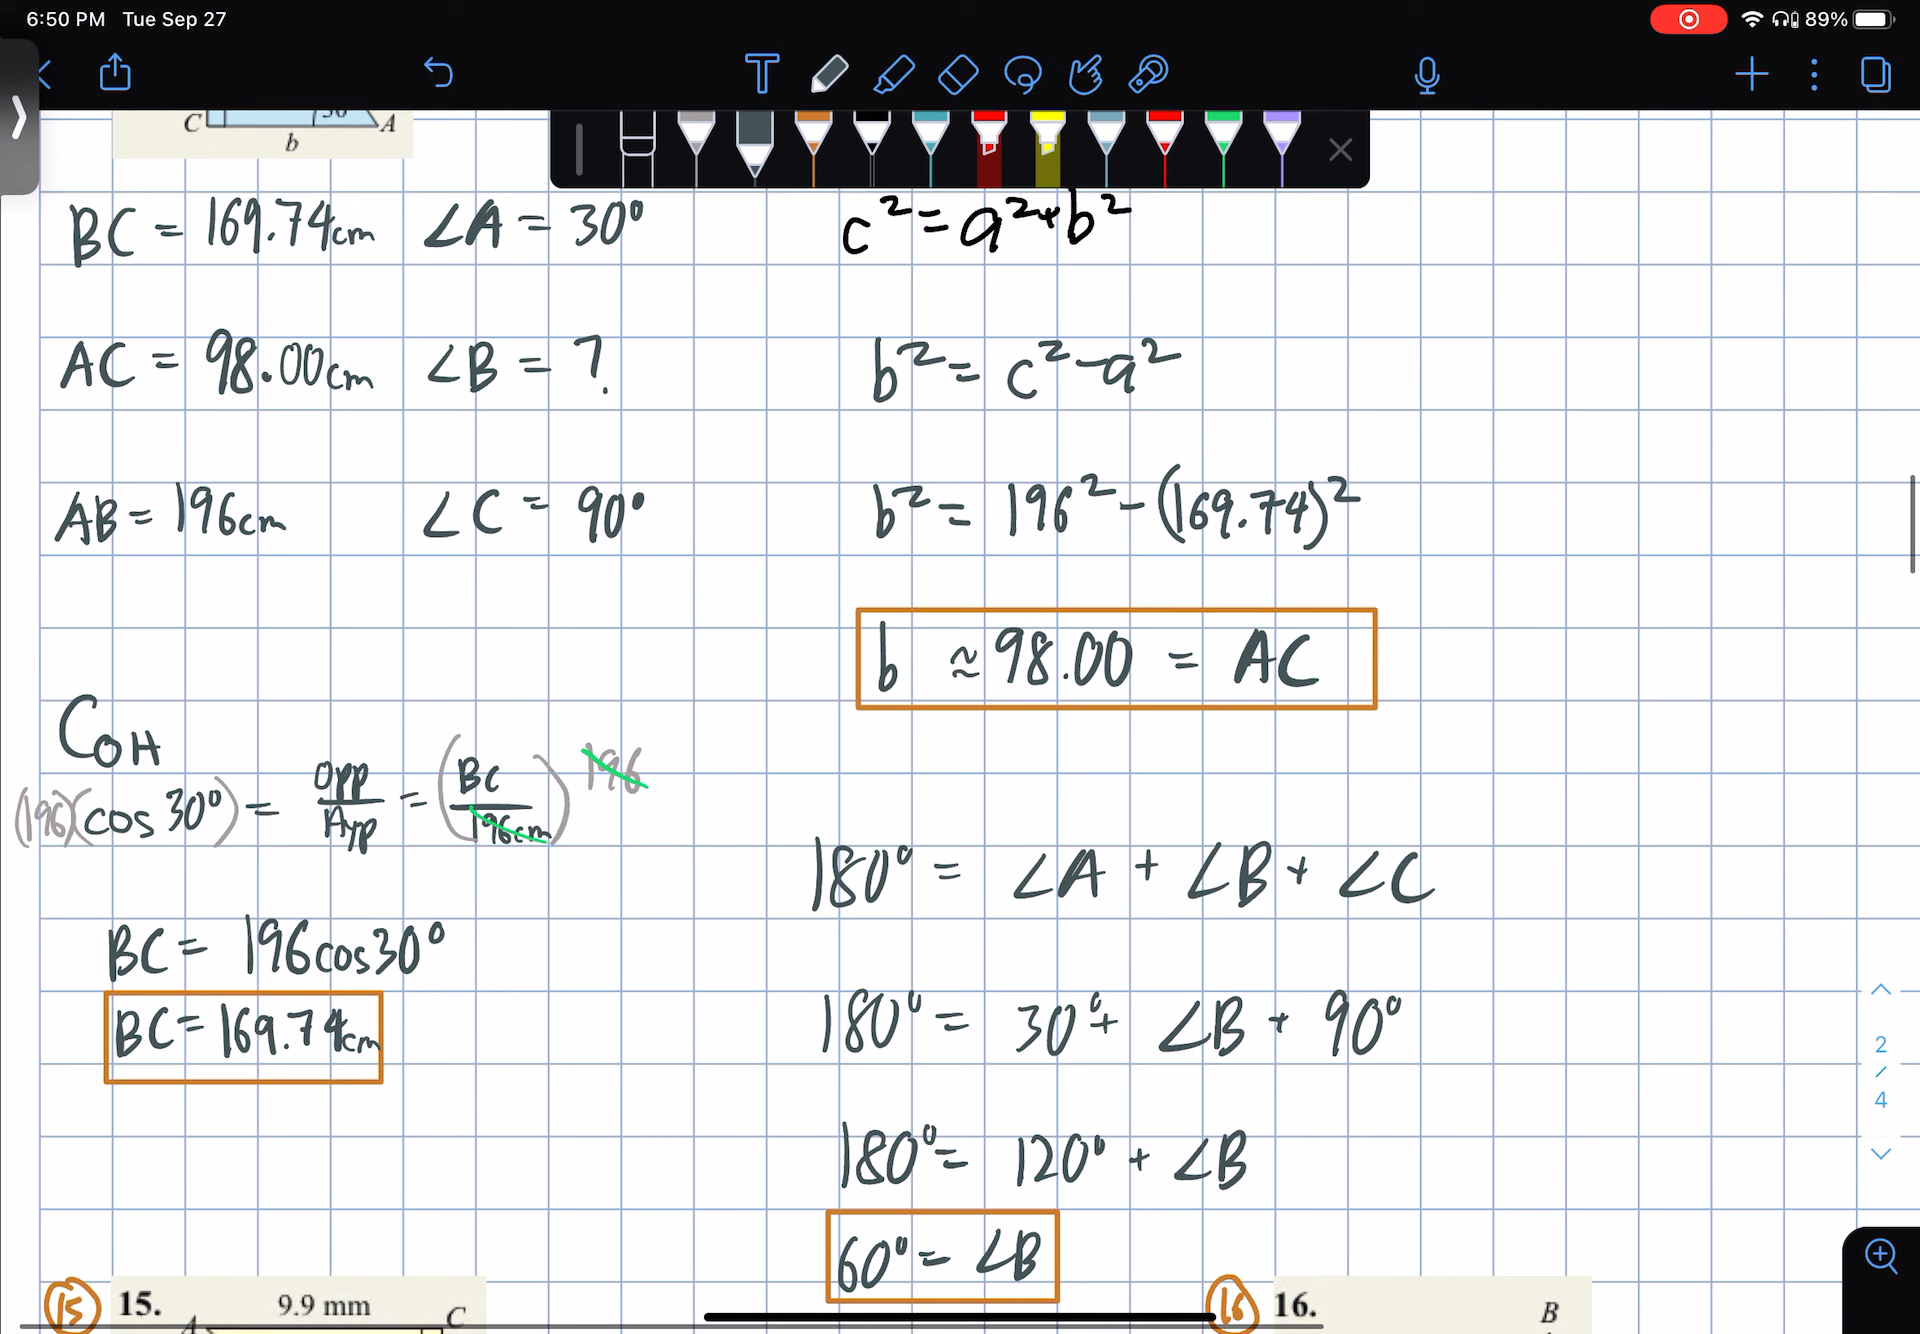 6:50 PM Tue Sep 27
89%
C 30 A
b
BC = 169.74cm ∠A = 30°
AC = 98.00cm ∠B = ?
AB = 196cm ∠C = 90°
COH
(196)(cos 30°) = Opp/Hyp = (BC/196cm) 196
BC = 196cos30°
BC = 169.74cm
c² = a² + b²
b² = c² - a²
b² = 196² - (169.74)²
b ≈ 98.00 = AC
180° = ∠A + ∠B + ∠C
180° = 30° + ∠B + 90°
180° = 120° + ∠B
60° = ∠B
2
/
4
15 15. 9.9 mm
A C
16 16.
B